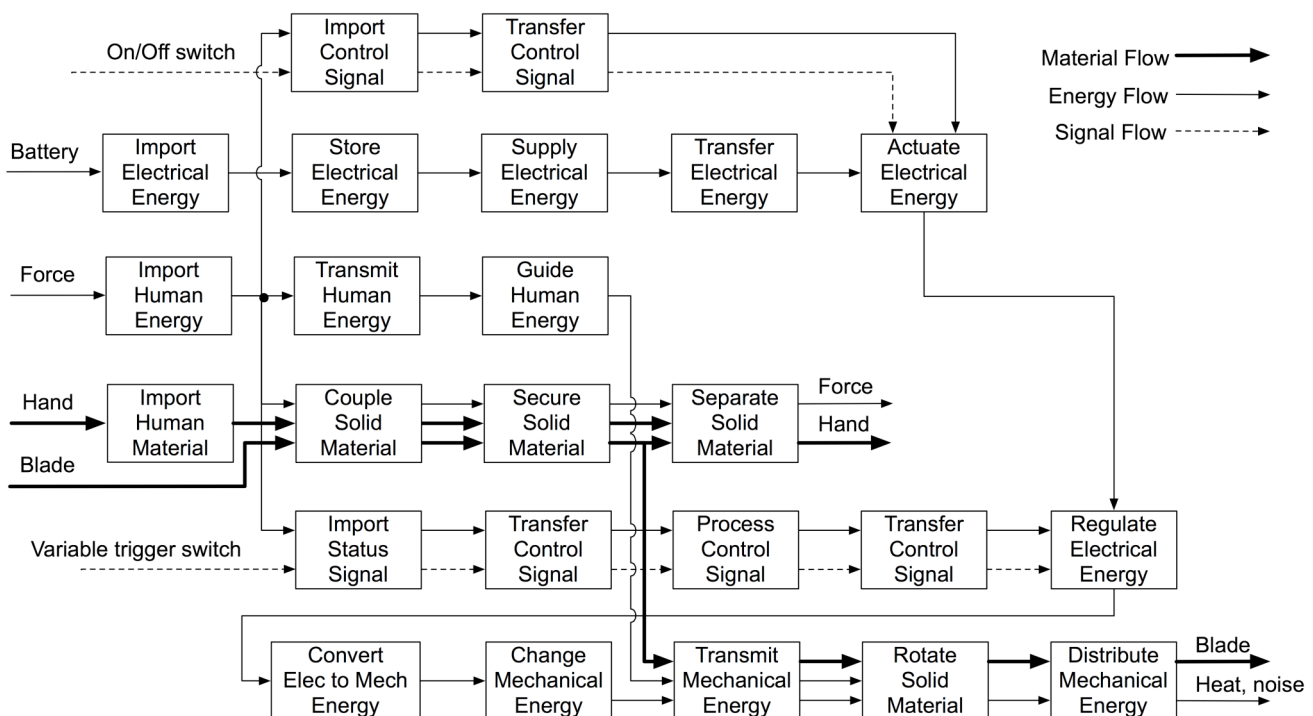 Import
Control
Signal
Transfer
Control
Signal
On/Off switch
Material Flow
Energy Flow
Signal Flow
Battery
Import
Electrical
Energy
Store
Electrical
Energy
Supply
Electrical
Energy
Transfer
Electrical
Energy
Actuate
Electrical
Energy
Force
Import
Human
Energy
Transmit
Human
Energy
Guide
Human
Energy
Hand
Import
Human
Material
Blade
Couple
Solid
Material
Secure
Solid
Material
Separate
Solid
Material
Force
Hand
Variable trigger switch
Import
Status
Signal
Transfer
Control
Signal
Process
Control
Signal
Transfer
Control
Signal
Regulate
Electrical
Energy
Convert
Elec to Mech
Energy
Change
Mechanical
Energy
Transmit
Mechanical
Energy
Rotate
Solid
Material
Distribute
Mechanical
Energy
Blade
Heat, noise